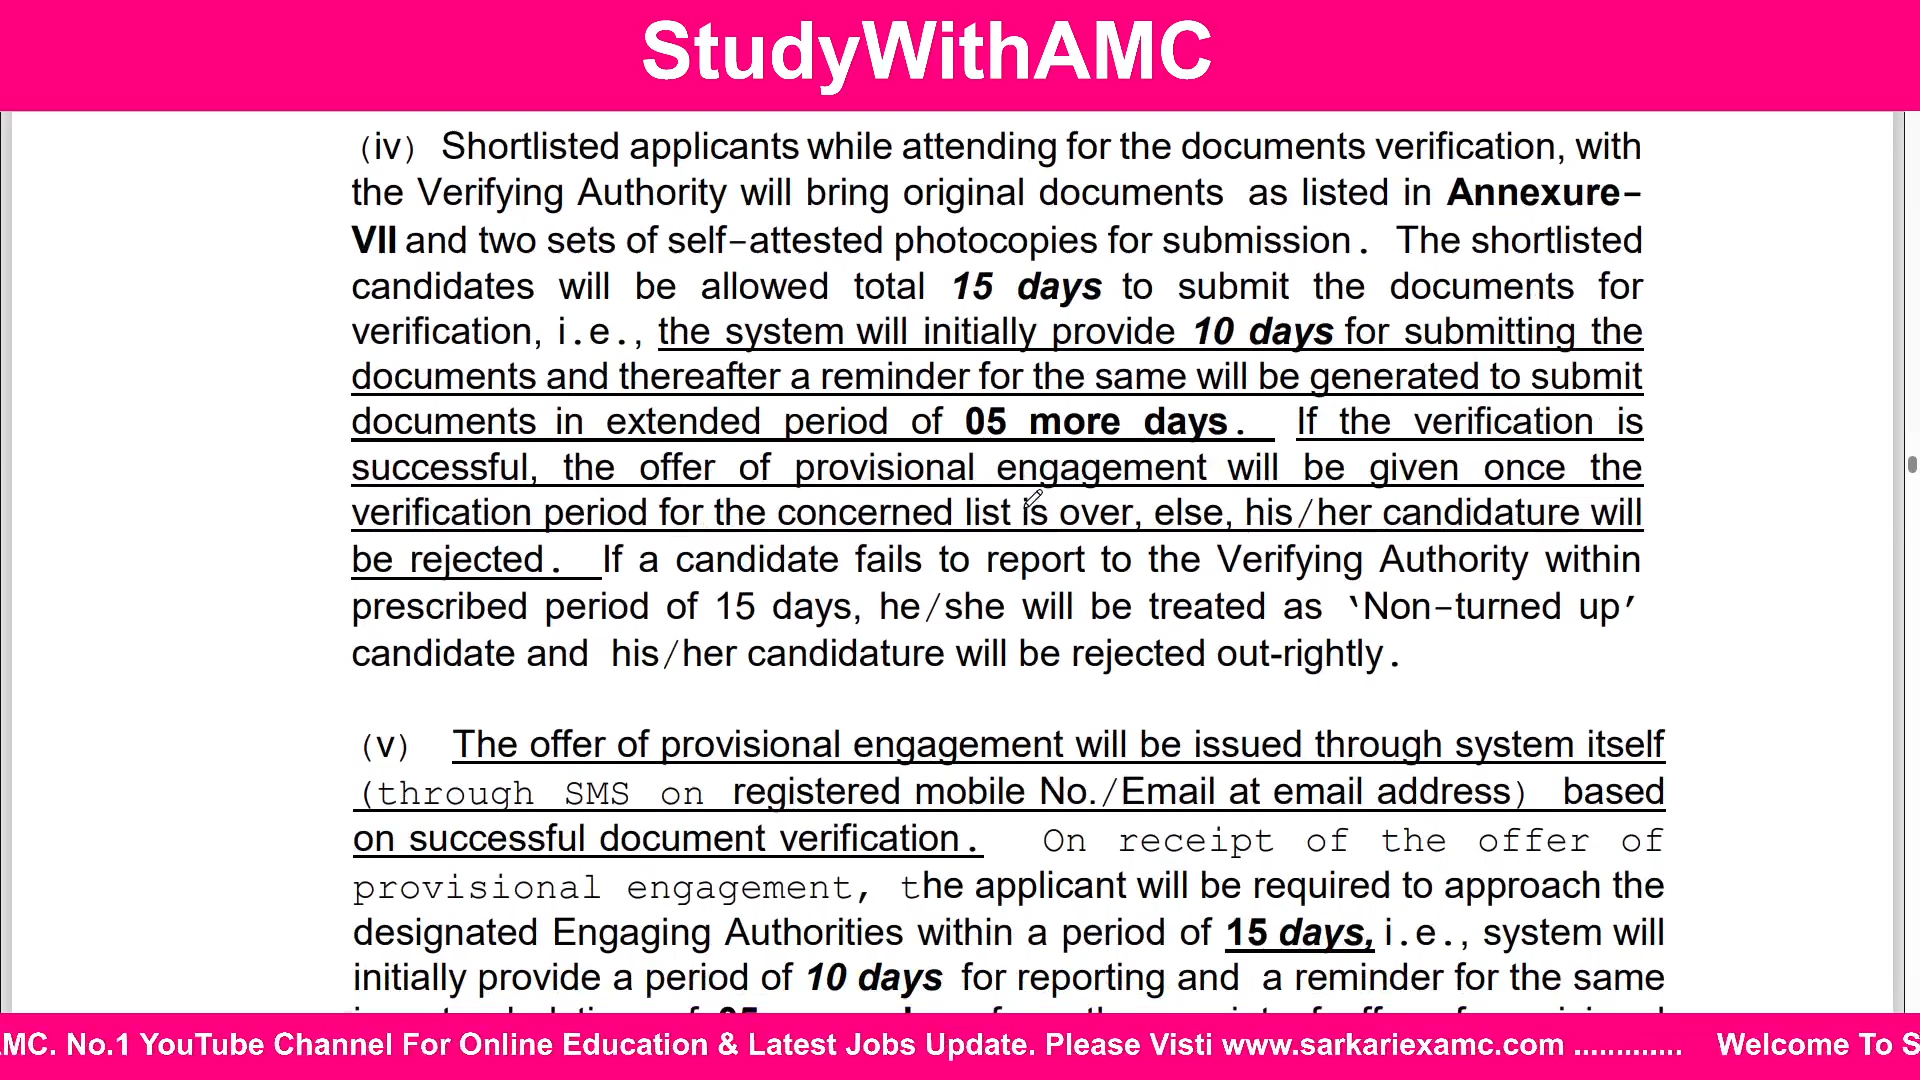 StudyWithAMC
(iv) Shortlisted applicants while attending for the documents verification, with
the Verifying Authority will bring original documents as listed in Annexure-
VII and two sets of self-attested photocopies for submission. The shortlisted
candidates will be allowed total 15 days to submit the documents for
verification, i.e., the system will initially provide 10 days for submitting the
documents and thereafter a reminder for the same will be generated to submit
documents in extended period of 05 more days. If the verification is
successful, the offer of provisional engagement will be given once the
verification period for the concerned list is over, else, his/her candidature will
be rejected. If a candidate fails to report to the Verifying Authority within
prescribed period of 15 days, he/she will be treated as ‘Non-turned up’
candidate and his/her candidature will be rejected out-rightly.
(v) The offer of provisional engagement will be issued through system itself
(through SMS on registered mobile No./Email at email address) based
on successful document verification. On receipt of the offer of
provisional engagement, the applicant will be required to approach the
designated Engaging Authorities within a period of 15 days, i.e., system will
initially provide a period of 10 days for reporting and a reminder for the same
AMC. No.1 YouTube Channel For Online Education & Latest Jobs Update. Please Visti www.sarkariexamc.com ............. Welcome To S